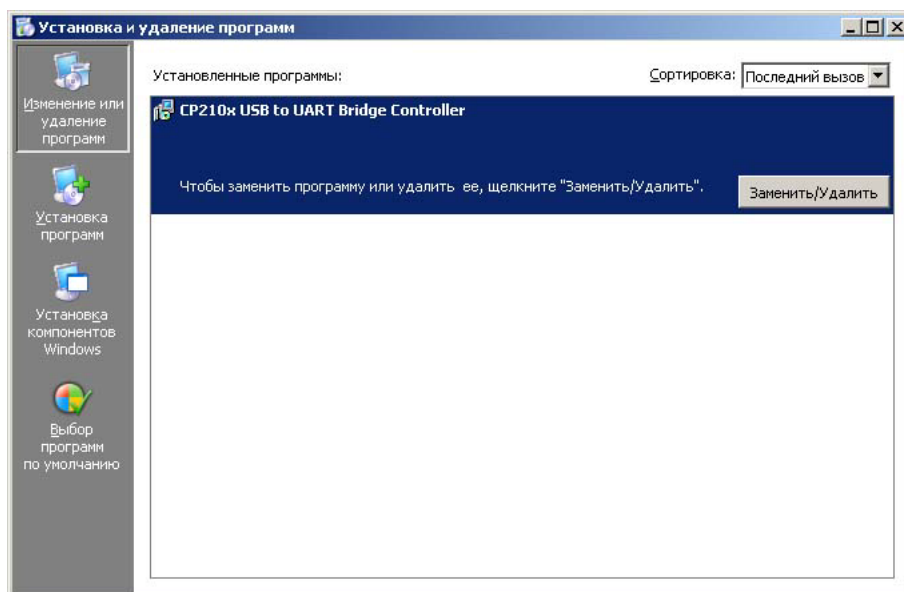 Установка и удаление программ
Изменение или
удаление
программ
Установка
программ
Установка
компонентов
Windows
Выбор
программ
по умолчанию
Установленные программы:
Сортировка: Последний вызов
CP210x USB to UART Bridge Controller
Чтобы заменить программу или удалить ее, щелкните "Заменить/Удалить".
Заменить/Удалить